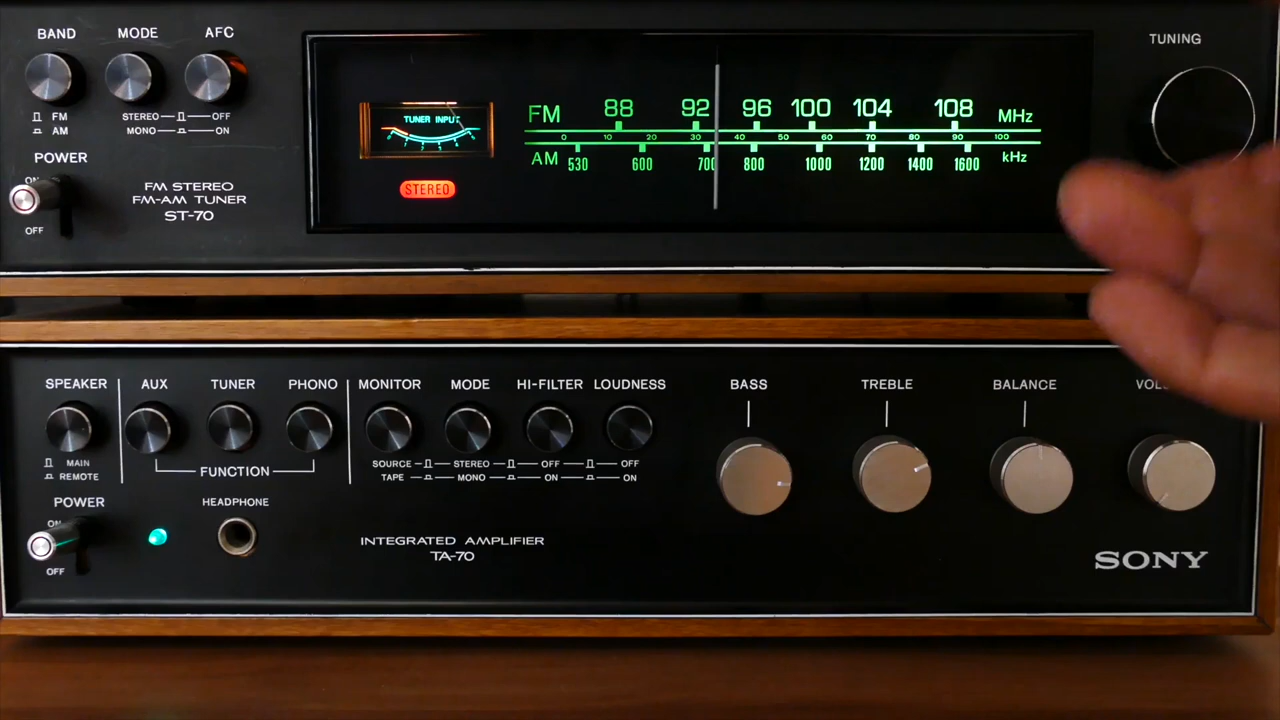 BAND MODE AFC
TUNING
FM STEREO OFF
AM MONO ON
POWER
ON
OFF
FM STEREO
FM-AM TUNER
ST-70
TUNER INPUT
STEREO
FM 88 92 96 100 104 108 MHz
0 10 20 30 40 50 60 70 80 90 100
AM 530 600 700 800 1000 1200 1400 1600 kHz
SPEAKER AUX TUNER PHONO MONITOR MODE HI-FILTER LOUDNESS BASS TREBLE BALANCE
MAIN
REMOTE
FUNCTION
SOURCE STEREO OFF OFF
TAPE MONO ON ON
POWER
ON
OFF
HEADPHONE
INTEGRATED AMPLIFIER
TA-70
SONY